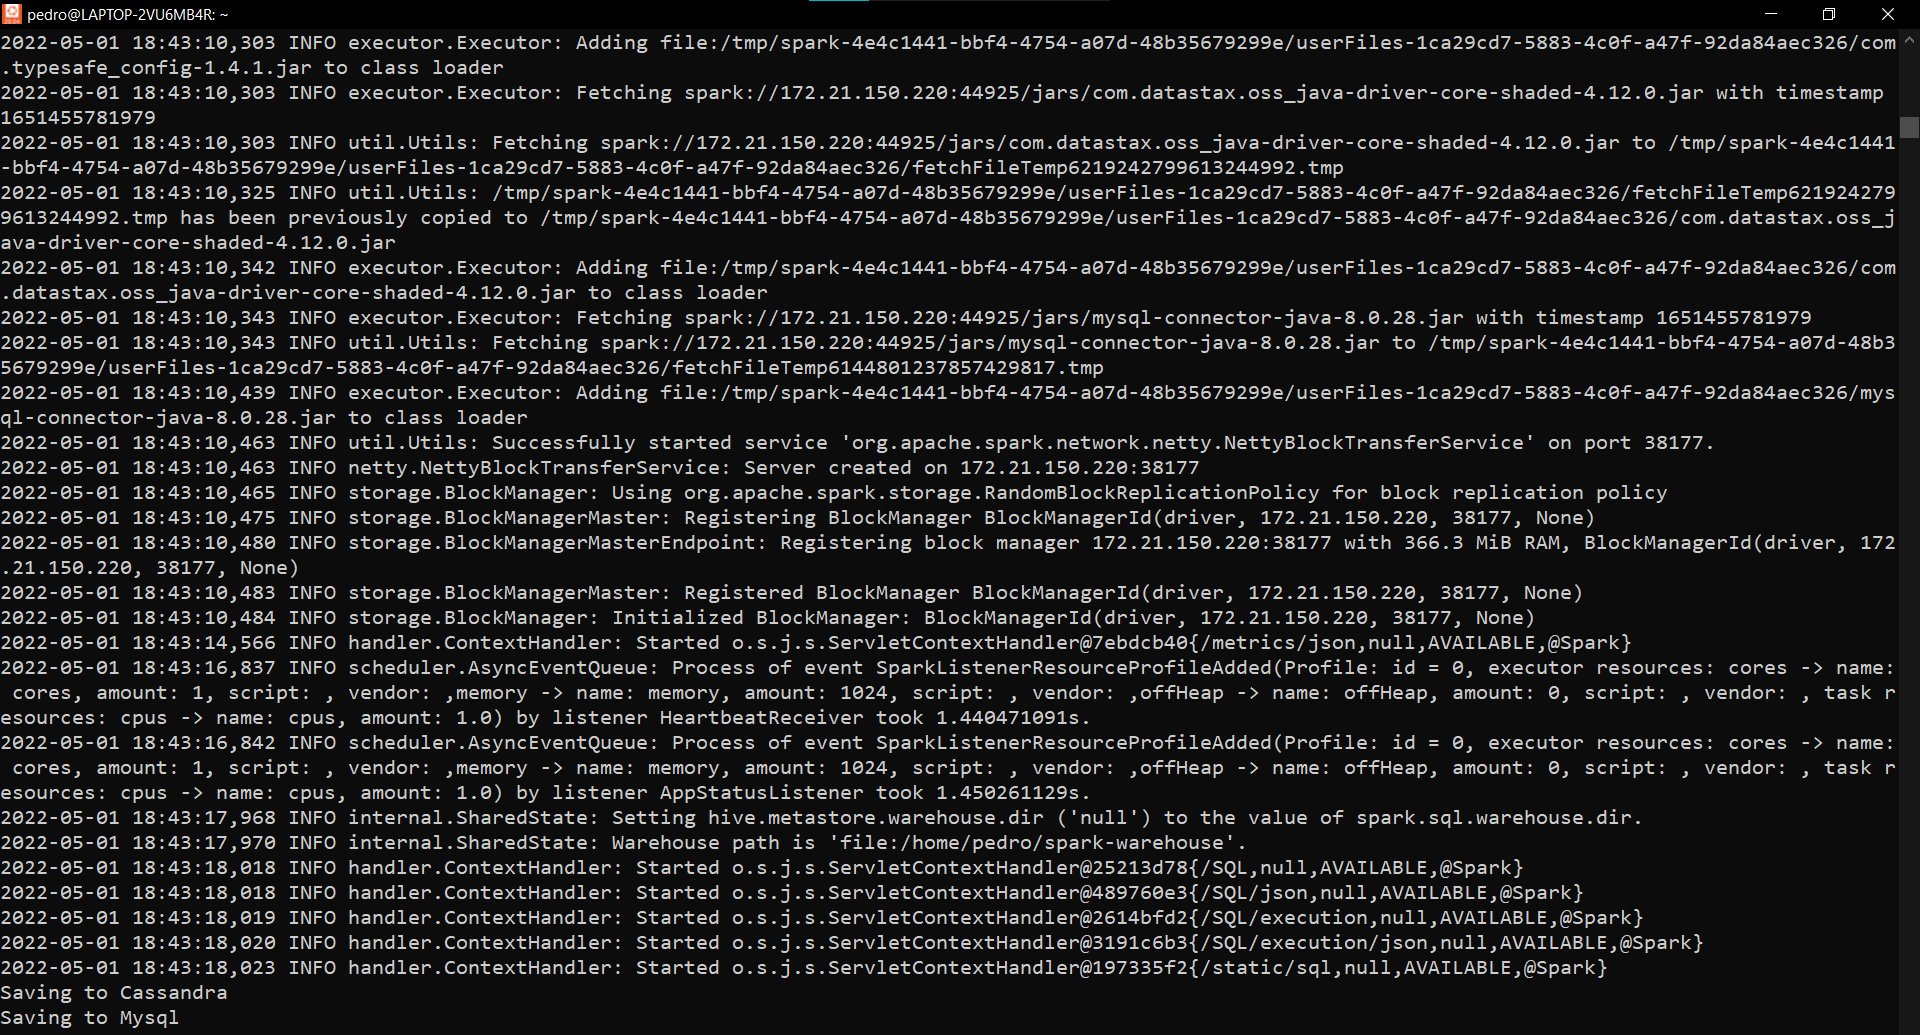 pedro@LAPTOP-2VU6MB4R: ~
2022-05-01 18:43:10,303 INFO executor.Executor: Adding file:/tmp/spark-4e4c1441-bbf4-4754-a07d-48b35679299e/userFiles-1ca29cd7-5883-4c0f-a47f-92da84aec326/com
.typesafe_config-1.4.1.jar to class loader
2022-05-01 18:43:10,303 INFO executor.Executor: Fetching spark://172.21.150.220:44925/jars/com.datastax.oss_java-driver-core-shaded-4.12.0.jar with timestamp
1651455781979
2022-05-01 18:43:10,303 INFO util.Utils: Fetching spark://172.21.150.220:44925/jars/com.datastax.oss_java-driver-core-shaded-4.12.0.jar to /tmp/spark-4e4c1441
-bbf4-4754-a07d-48b35679299e/userFiles-1ca29cd7-5883-4c0f-a47f-92da84aec326/fetchFileTemp6219242799613244992.tmp
2022-05-01 18:43:10,325 INFO util.Utils: /tmp/spark-4e4c1441-bbf4-4754-a07d-48b35679299e/userFiles-1ca29cd7-5883-4c0f-a47f-92da84aec326/fetchFileTemp621924279
9613244992.tmp has been previously copied to /tmp/spark-4e4c1441-bbf4-4754-a07d-48b35679299e/userFiles-1ca29cd7-5883-4c0f-a47f-92da84aec326/com.datastax.oss_j
ava-driver-core-shaded-4.12.0.jar
2022-05-01 18:43:10,342 INFO executor.Executor: Adding file:/tmp/spark-4e4c1441-bbf4-4754-a07d-48b35679299e/userFiles-1ca29cd7-5883-4c0f-a47f-92da84aec326/com
.datastax.oss_java-driver-core-shaded-4.12.0.jar to class loader
2022-05-01 18:43:10,343 INFO executor.Executor: Fetching spark://172.21.150.220:44925/jars/mysql-connector-java-8.0.28.jar with timestamp 1651455781979
2022-05-01 18:43:10,343 INFO util.Utils: Fetching spark://172.21.150.220:44925/jars/mysql-connector-java-8.0.28.jar to /tmp/spark-4e4c1441-bbf4-4754-a07d-48b3
5679299e/userFiles-1ca29cd7-5883-4c0f-a47f-92da84aec326/fetchFileTemp6144801237857429817.tmp
2022-05-01 18:43:10,439 INFO executor.Executor: Adding file:/tmp/spark-4e4c1441-bbf4-4754-a07d-48b35679299e/userFiles-1ca29cd7-5883-4c0f-a47f-92da84aec326/mys
ql-connector-java-8.0.28.jar to class loader
2022-05-01 18:43:10,463 INFO util.Utils: Successfully started service 'org.apache.spark.network.netty.NettyBlockTransferService' on port 38177.
2022-05-01 18:43:10,463 INFO netty.NettyBlockTransferService: Server created on 172.21.150.220:38177
2022-05-01 18:43:10,465 INFO storage.BlockManager: Using org.apache.spark.storage.RandomBlockReplicationPolicy for block replication policy
2022-05-01 18:43:10,475 INFO storage.BlockManagerMaster: Registering BlockManager BlockManagerId(driver, 172.21.150.220, 38177, None)
2022-05-01 18:43:10,480 INFO storage.BlockManagerMasterEndpoint: Registering block manager 172.21.150.220:38177 with 366.3 MiB RAM, BlockManagerId(driver, 172
.21.150.220, 38177, None)
2022-05-01 18:43:10,483 INFO storage.BlockManagerMaster: Registered BlockManager BlockManagerId(driver, 172.21.150.220, 38177, None)
2022-05-01 18:43:10,484 INFO storage.BlockManager: Initialized BlockManager: BlockManagerId(driver, 172.21.150.220, 38177, None)
2022-05-01 18:43:14,566 INFO handler.ContextHandler: Started o.s.j.s.ServletContextHandler@7ebdcb40{/metrics/json,null,AVAILABLE,@Spark}
2022-05-01 18:43:16,837 INFO scheduler.AsyncEventQueue: Process of event SparkListenerResourceProfileAdded(Profile: id = 0, executor resources: cores -> name:
 cores, amount: 1, script: , vendor: ,memory -> name: memory, amount: 1024, script: , vendor: ,offHeap -> name: offHeap, amount: 0, script: , vendor: , task r
esources: cpus -> name: cpus, amount: 1.0) by listener HeartbeatReceiver took 1.440471091s.
2022-05-01 18:43:16,842 INFO scheduler.AsyncEventQueue: Process of event SparkListenerResourceProfileAdded(Profile: id = 0, executor resources: cores -> name:
 cores, amount: 1, script: , vendor: ,memory -> name: memory, amount: 1024, script: , vendor: ,offHeap -> name: offHeap, amount: 0, script: , vendor: , task r
esources: cpus -> name: cpus, amount: 1.0) by listener AppStatusListener took 1.450261129s.
2022-05-01 18:43:17,968 INFO internal.SharedState: Setting hive.metastore.warehouse.dir ('null') to the value of spark.sql.warehouse.dir.
2022-05-01 18:43:17,970 INFO internal.SharedState: Warehouse path is 'file:/home/pedro/spark-warehouse'.
2022-05-01 18:43:18,018 INFO handler.ContextHandler: Started o.s.j.s.ServletContextHandler@25213d78{/SQL,null,AVAILABLE,@Spark}
2022-05-01 18:43:18,018 INFO handler.ContextHandler: Started o.s.j.s.ServletContextHandler@489760e3{/SQL/json,null,AVAILABLE,@Spark}
2022-05-01 18:43:18,019 INFO handler.ContextHandler: Started o.s.j.s.ServletContextHandler@2614bfd2{/SQL/execution,null,AVAILABLE,@Spark}
2022-05-01 18:43:18,020 INFO handler.ContextHandler: Started o.s.j.s.ServletContextHandler@3191c6b3{/SQL/execution/json,null,AVAILABLE,@Spark}
2022-05-01 18:43:18,023 INFO handler.ContextHandler: Started o.s.j.s.ServletContextHandler@197335f2{/static/sql,null,AVAILABLE,@Spark}
Saving to Cassandra
Saving to Mysql